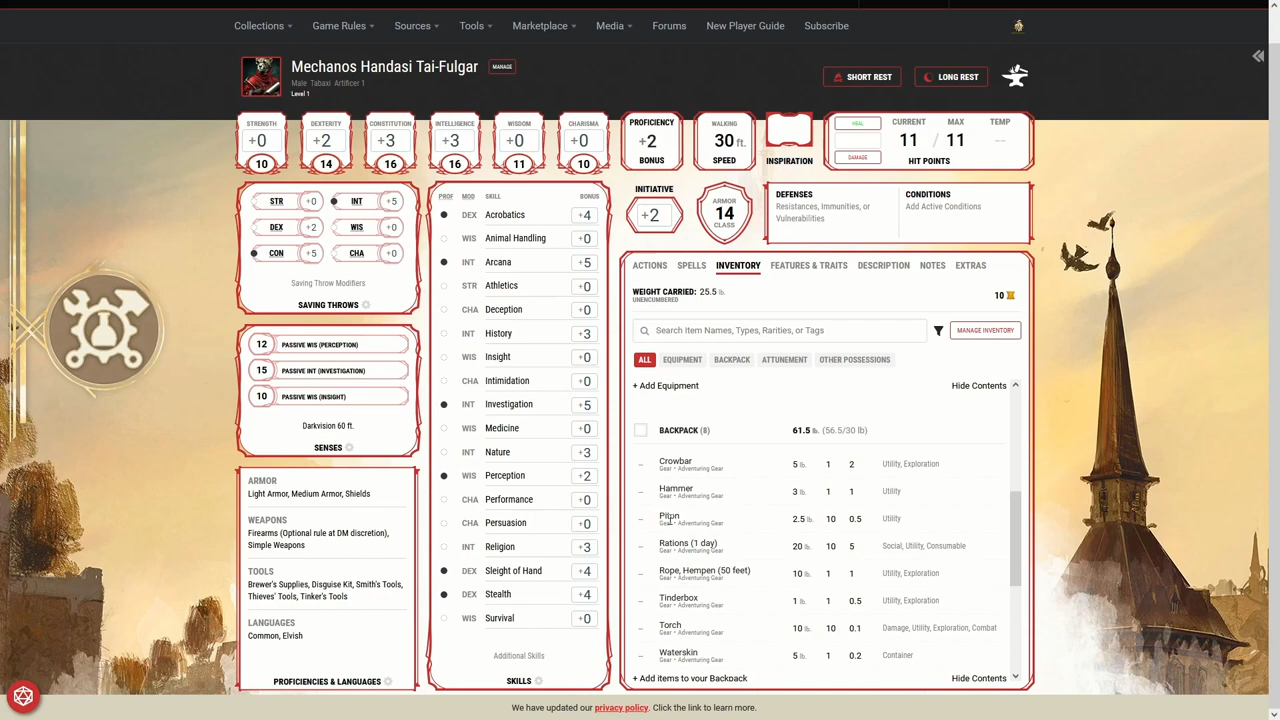 Collections Game Rules Sources Tools Marketplace Media Forums New Player Guide Subscribe
Mechanos Handasi Tai-Fulgar MANAGE
Male Tabaxi Artificer 1
Level 1
SHORT REST LONG REST
STRENGTH DEXTERITY CONSTITUTION INTELLIGENCE WISDOM CHARISMA
+0 +2 +3 +3 +0 +0
10 14 16 16 11 10
PROFICIENCY
+2
BONUS
WALKING
30 ft.
SPEED
INSPIRATION
HEAL
DAMAGE
CURRENT MAX TEMP
11 / 11 --
HIT POINTS
STR +0 INT +5
DEX +2 WIS +0
CON +5 CHA +0
Saving Throw Modifiers
SAVING THROWS
12 PASSIVE WIS (PERCEPTION)
15 PASSIVE INT (INVESTIGATION)
10 PASSIVE WIS (INSIGHT)
Darkvision 60 ft.
SENSES
ARMOR
Light Armor, Medium Armor, Shields
WEAPONS
Firearms (Optional rule at DM discretion),
Simple Weapons
TOOLS
Brewer's Supplies, Disguise Kit, Smith's Tools,
Thieves' Tools, Tinker's Tools
LANGUAGES
Common, Elvish
PROFICIENCIES & LANGUAGES
PROF MOD SKILL BONUS
DEX Acrobatics +4
WIS Animal Handling +0
INT Arcana +5
STR Athletics +0
CHA Deception +0
INT History +3
WIS Insight +0
CHA Intimidation +0
INT Investigation +5
WIS Medicine +0
INT Nature +3
WIS Perception +2
CHA Performance +0
CHA Persuasion +0
INT Religion +3
DEX Sleight of Hand +4
DEX Stealth +4
WIS Survival +0
Additional Skills
SKILLS
INITIATIVE
+2
ARMOR
14
CLASS
DEFENSES
Resistances, Immunities, or
Vulnerabilities
CONDITIONS
Add Active Conditions
ACTIONS SPELLS INVENTORY FEATURES & TRAITS DESCRIPTION NOTES EXTRAS
WEIGHT CARRIED: 25.5 lb.
UNENCUMBERED
10
Search Item Names, Types, Rarities, or Tags
MANAGE INVENTORY
ALL EQUIPMENT BACKPACK ATTUNEMENT OTHER POSSESSIONS
+ Add Equipment Hide Contents
BACKPACK (8) 61.5 lb. (56.5/30 lb)
-- Crowbar 5 lb. 1 2 Utility, Exploration
Gear • Adventuring Gear
-- Hammer 3 lb. 1 1 Utility
Gear • Adventuring Gear
-- Piton 2.5 lb. 10 0.5 Utility
Gear • Adventuring Gear
-- Rations (1 day) 20 lb. 10 5 Social, Utility, Consumable
Gear • Adventuring Gear
-- Rope, Hempen (50 feet) 10 lb. 1 1 Utility, Exploration
Gear • Adventuring Gear
-- Tinderbox 1 lb. 1 0.5 Utility, Exploration
Gear • Adventuring Gear
-- Torch 10 lb. 10 0.1 Damage, Utility, Exploration, Combat
Gear • Adventuring Gear
-- Waterskin 5 lb. 1 0.2 Container
Gear • Adventuring Gear
+ Add items to your Backpack Hide Contents
We have updated our privacy policy. Click the link to learn more.